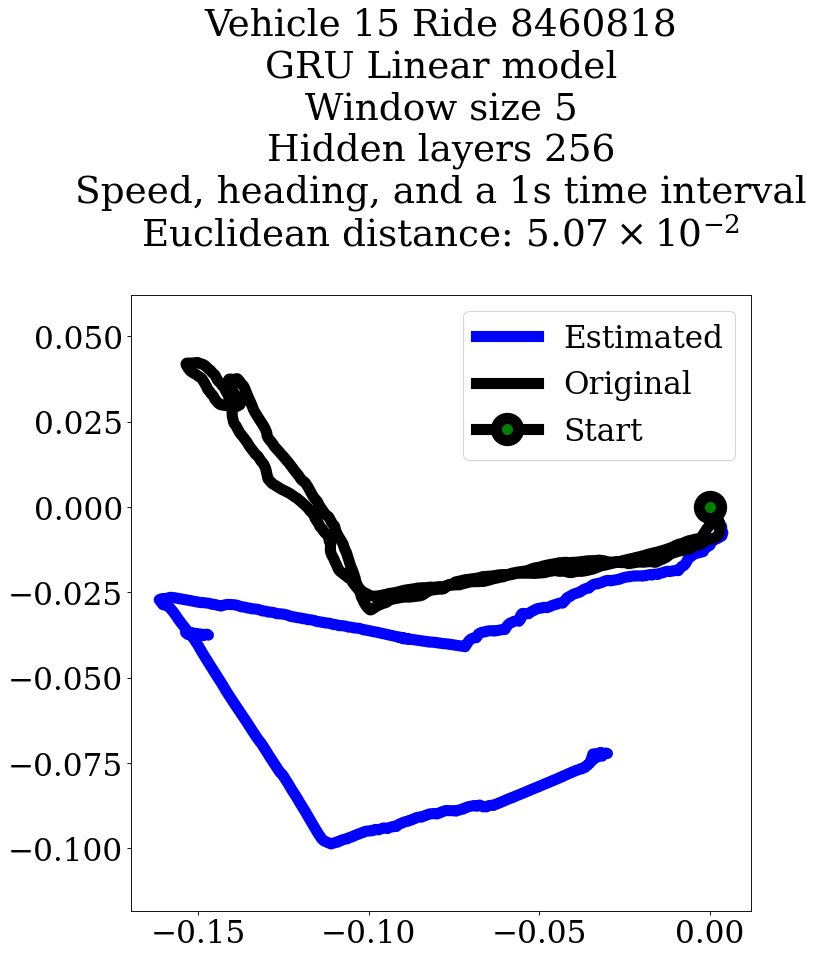 Vehicle 15 Ride 8460818
GRU Linear model
Window size 5
Hidden layers 256
Speed, heading, and a 1s time interval
Euclidean distance: 5.07 × 10⁻²
Estimated
Original
Start
0.050
0.025
0.000
−0.025
−0.050
−0.075
−0.100
−0.15 −0.10 −0.05 0.00